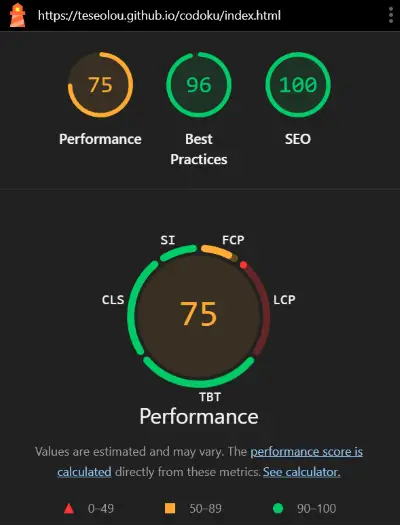 https://teseolou.github.io/codoku/index.html
75 96 100
Performance Best SEO
Practices
SI FCP
CLS LCP
75
TBT
Performance
Values are estimated and may vary. The performance score is
calculated directly from these metrics. See calculator.
0–49 50–89 90–100